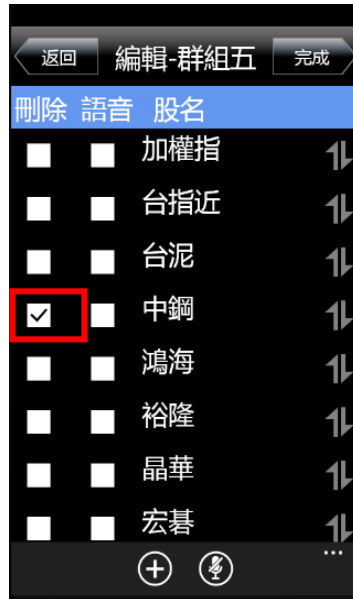 返回 編輯-群組五 完成
刪除 語音 股名
加權指
台指近
台泥
中鋼
鴻海
裕隆
晶華
宏碁